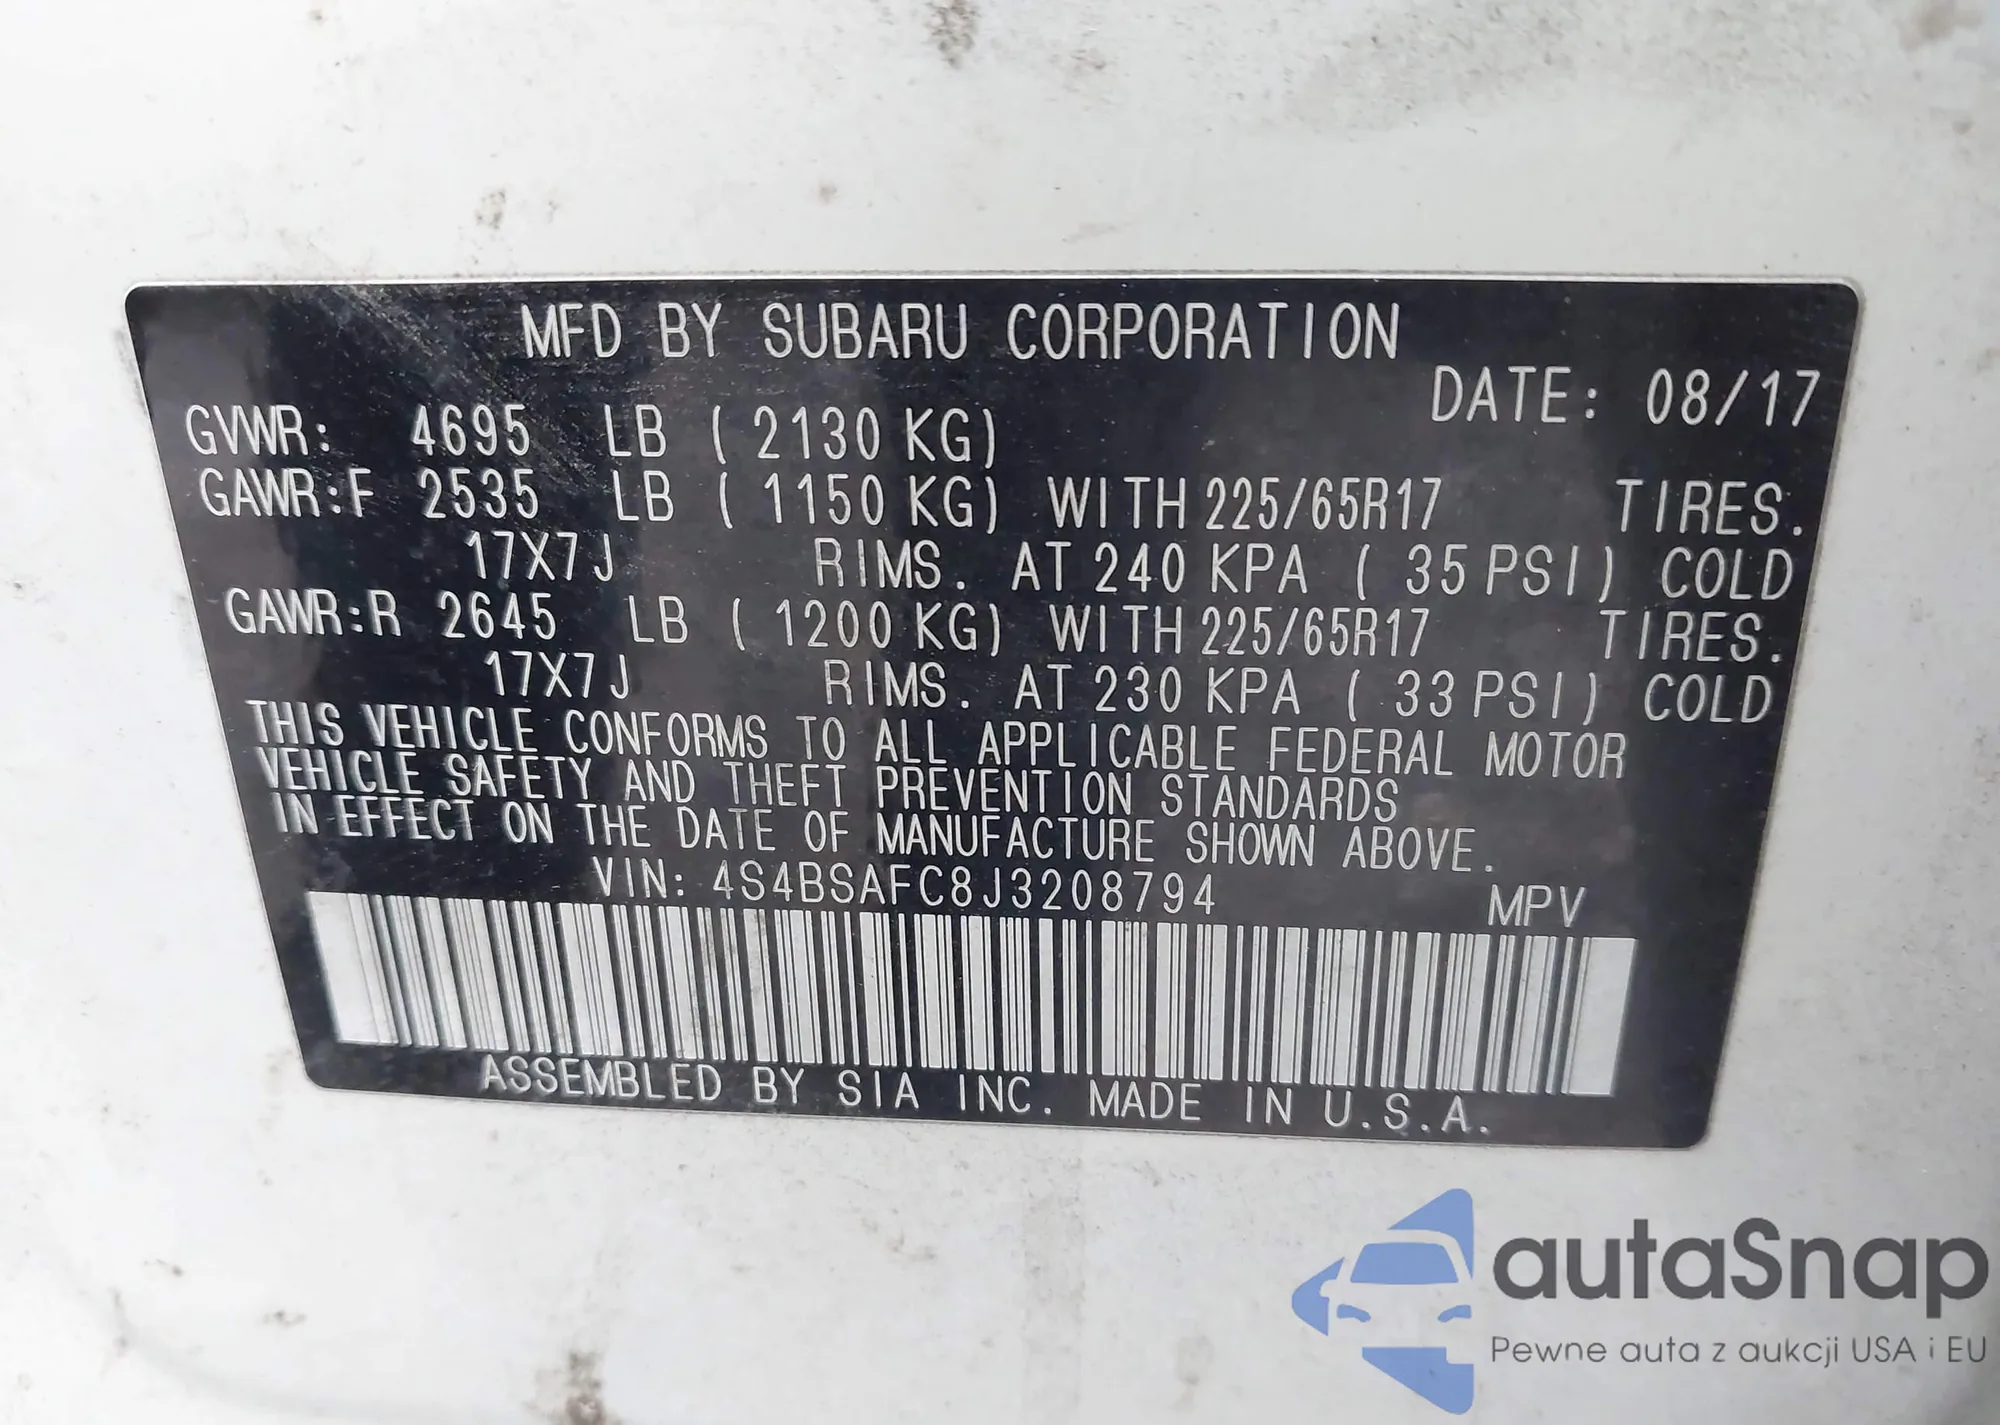 MFD BY SUBARU CORPORATION
DATE: 08/17
GVWR: 4695 LB ( 2130 KG)
GAWR:F 2535 LB ( 1150 KG) WITH 225/65R17 TIRES.
17X7J RIMS. AT 240 KPA ( 35 PSI) COLD
GAWR:R 2645 LB ( 1200 KG) WITH 225/65R17 TIRES.
17X7J RIMS. AT 230 KPA ( 33 PSI) COLD
THIS VEHICLE CONFORMS TO ALL APPLICABLE FEDERAL MOTOR
VEHICLE SAFETY AND THEFT PREVENTION STANDARDS
IN EFFECT ON THE DATE OF MANUFACTURE SHOWN ABOVE.
VIN: 4S4BSAFC8J3208794 MPV
ASSEMBLED BY SIA INC. MADE IN U.S.A.
autaSnap
Pewne auta z aukcji USA i EU